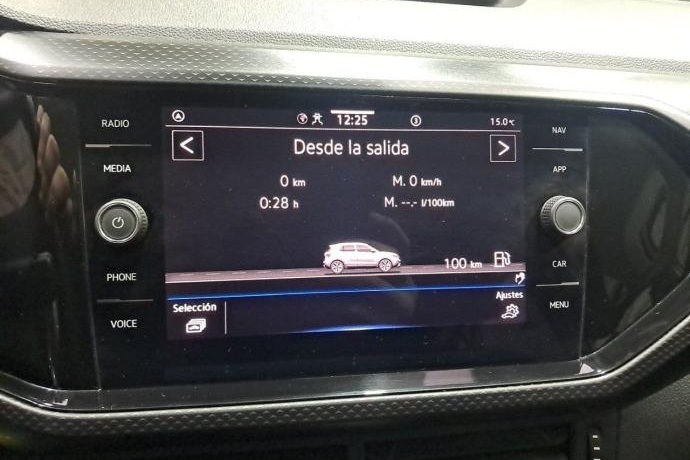 RADIO
MEDIA
PHONE
VOICE
12:25
3
15.0 °C
Desde la salida
0 km
M. 0 km/h
0:28 h
M. --.- l/100km
100 km
Selección
Ajustes
NAV
APP
CAR
MENU